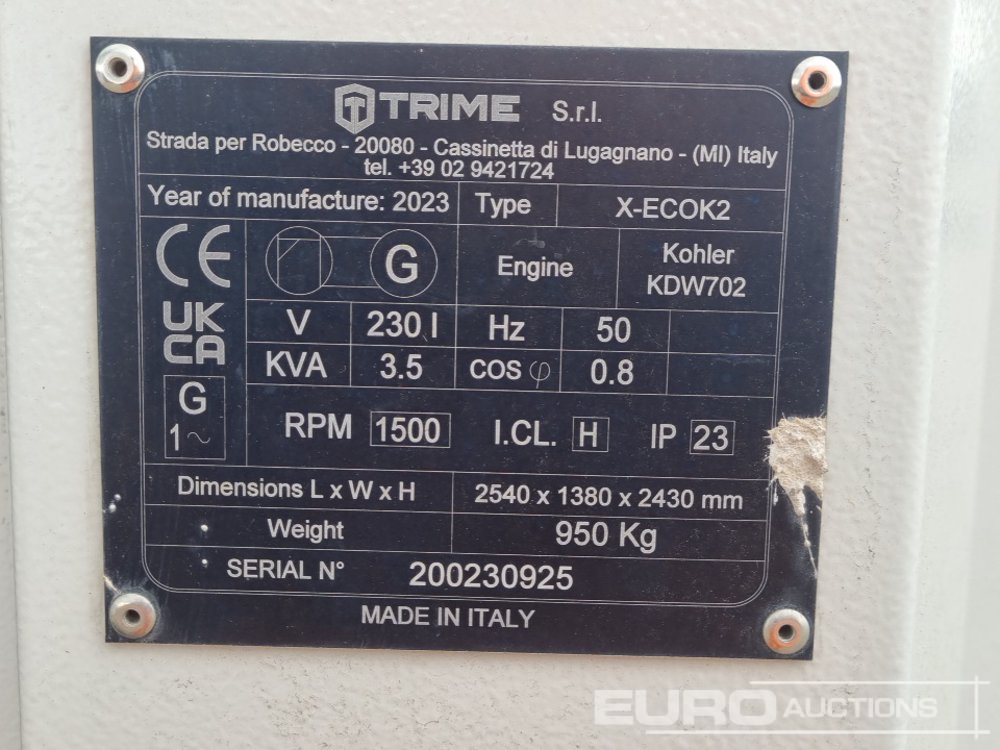 TRIME S.r.l.
Strada per Robecco - 20080 - Cassinetta di Lugagnano - (MI) Italy
tel. +39 02 9421724
Year of manufacture: 2023 Type X-ECOK2
CE G Engine Kohler
KDW702
UK
CA
V 230 I Hz 50
KVA 3.5 COS φ 0.8
G
1~
RPM 1500 I.CL. H IP 23
Dimensions L x W x H 2540 x 1380 x 2430 mm
Weight 950 Kg
SERIAL N° 200230925
MADE IN ITALY
EURO AUCTIONS